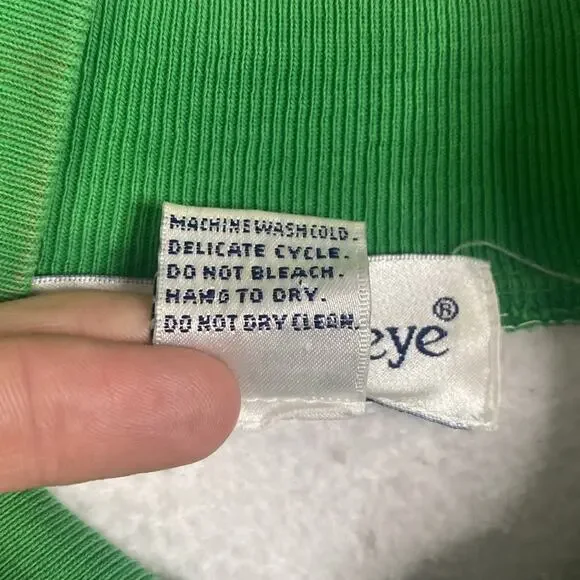 MACHINE WASH COLD.
DELICATE CYCLE.
DO NOT BLEACH.
HANG TO DRY.
DO NOT DRY CLEAN.
eye®